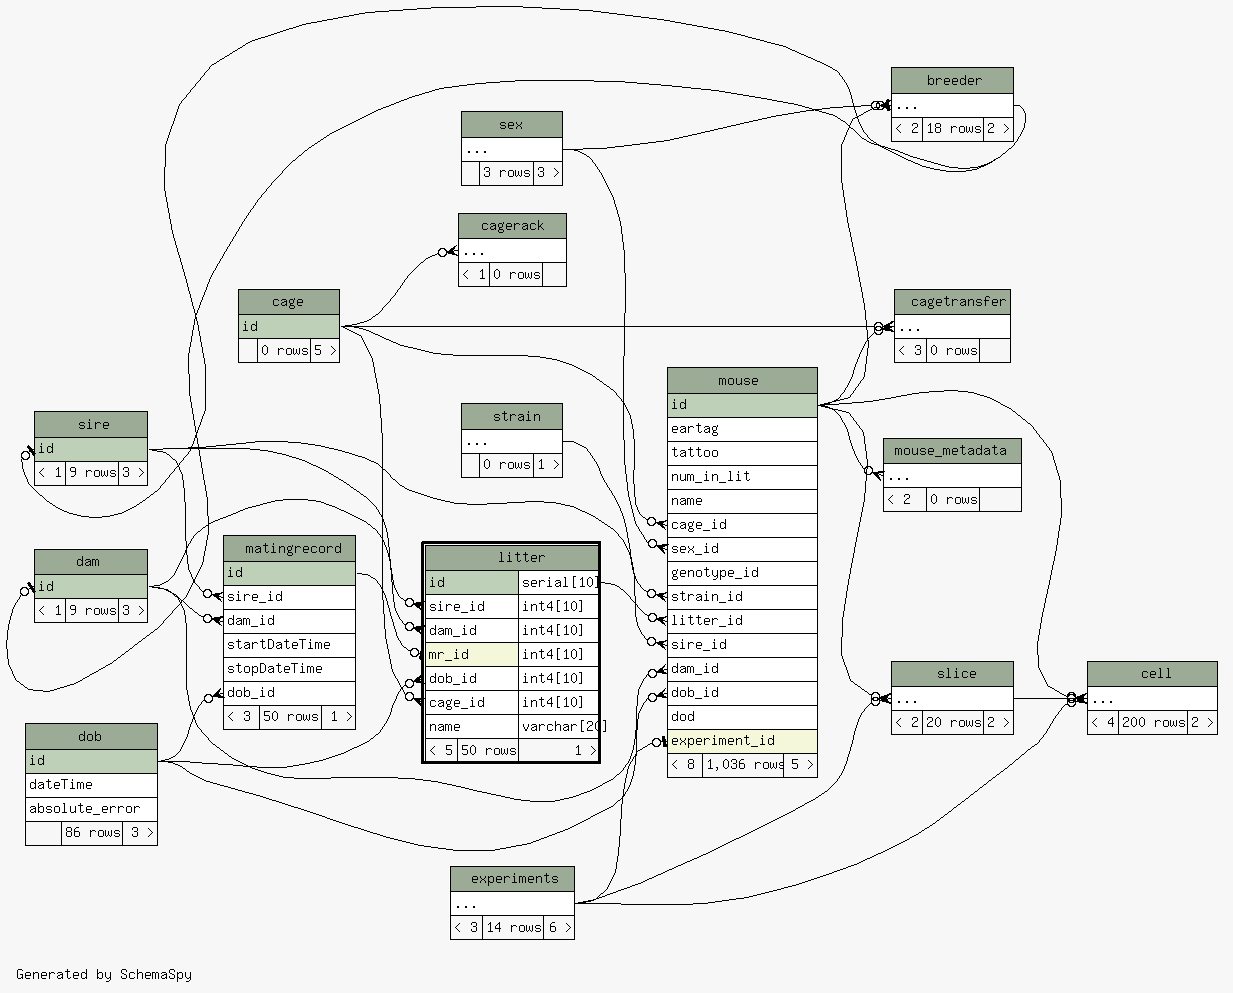 breeder
...
< 2 18 rows 2 >
sex
...
3 rows 3 >
cagerack
...
< 1 0 rows
cage
id
0 rows 5 >
cagetransfer
...
< 3 0 rows
mouse
id
eartag
tattoo
num_in_lit
name
cage_id
sex_id
genotype_id
strain_id
litter_id
sire_id
dam_id
dob_id
dod
experiment_id
< 8 1,036 rows 5 >
sire
id
< 1 9 rows 3 >
strain
...
0 rows 1 >
mouse_metadata
...
< 2 0 rows
dam
id
< 1 9 rows 3 >
matingrecord
id
sire_id
dam_id
startDateTime
stopDateTime
dob_id
< 3 50 rows 1 >
litter
id serial[10]
sire_id int4[10]
dam_id int4[10]
mr_id int4[10]
dob_id int4[10]
cage_id int4[10]
name varchar[20]
< 5 50 rows 1 >
slice
...
< 2 20 rows 2 >
cell
...
< 4 200 rows 2 >
dob
id
dateTime
absolute_error
86 rows 3 >
experiments
...
< 3 14 rows 6 >
Generated by SchemaSpy